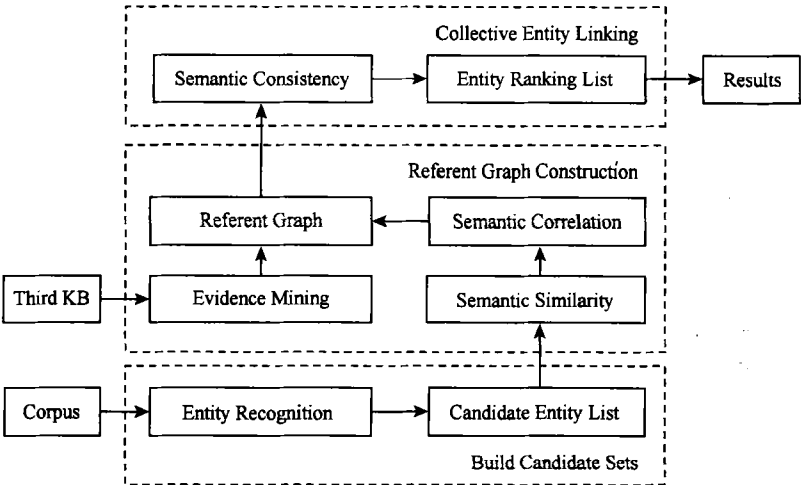 Collective Entity Linking
Semantic Consistency
Entity Ranking List
Results
Referent Graph Construction
Referent Graph
Semantic Correlation
Third KB
Evidence Mining
Semantic Similarity
Corpus
Entity Recognition
Candidate Entity List
Build Candidate Sets